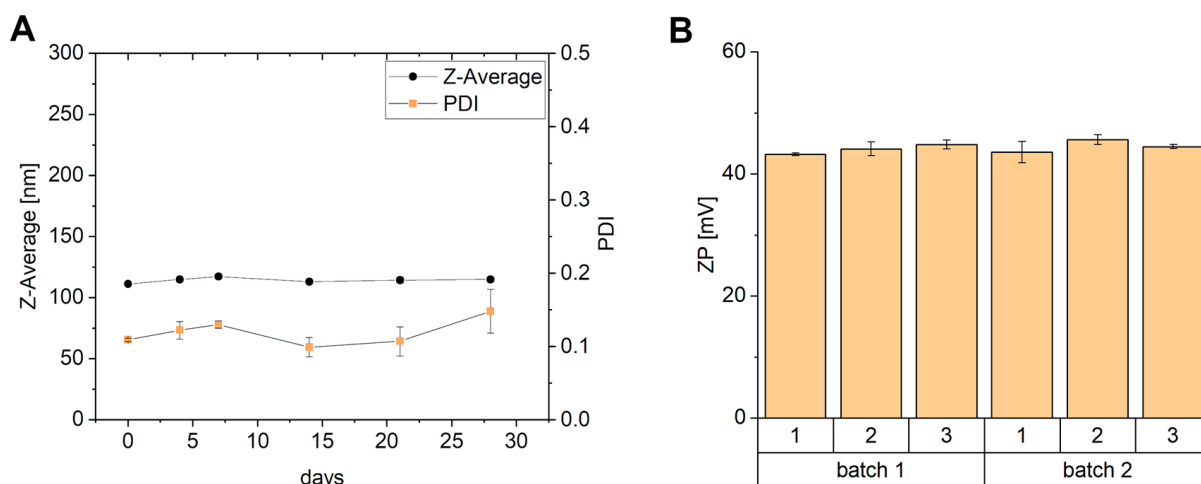 A
300
250
200
150
100
50
0
Z-Average [nm]
0 5 10 15 20 25 30
days
0.5
0.4
0.3
0.2
0.1
0.0
PDI
Z-Average
PDI
B
60
40
20
0
ZP [mV]
1 2 3 1 2 3
batch 1 batch 2